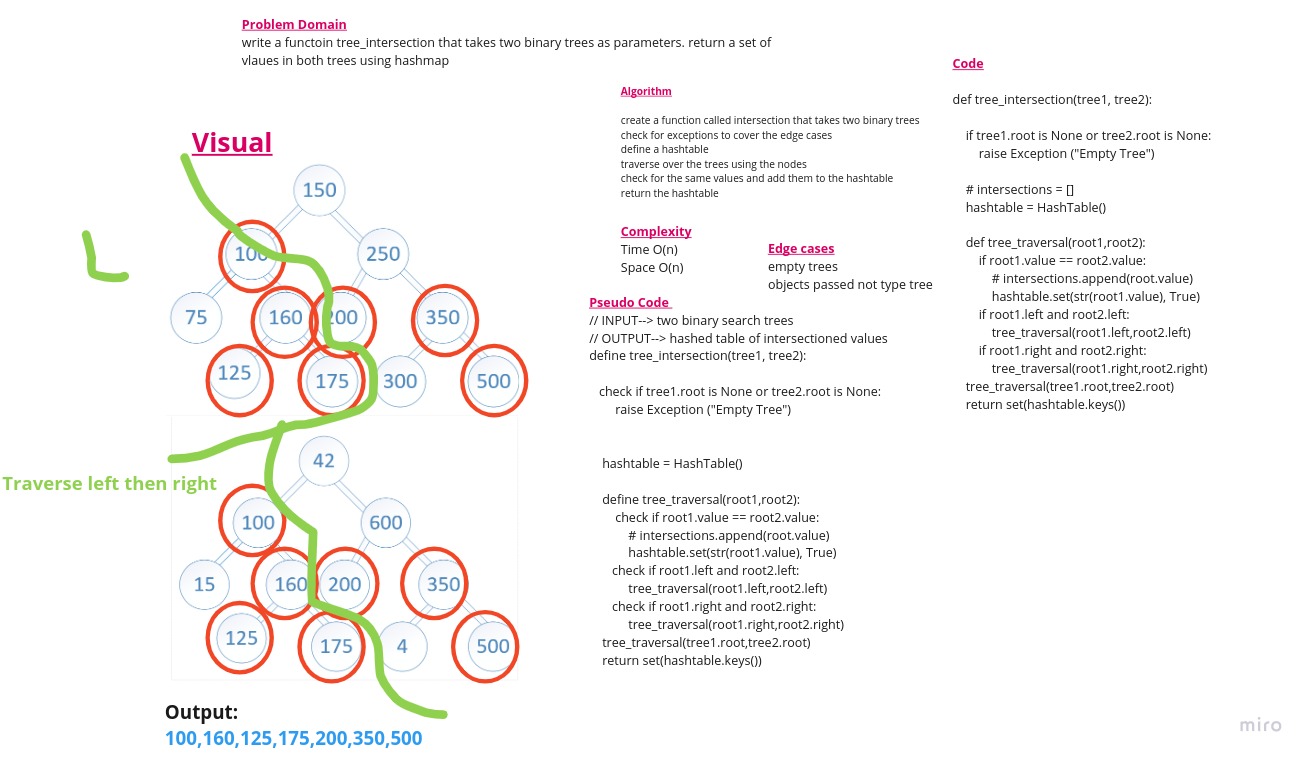 Problem Domain
write a functoin tree_intersection that takes two binary trees as parameters. return a set of
vlaues in both trees using hashmap
Visual
150
100
250
75
160
200
350
125
175
300
500
Traverse left then right
42
100
600
15
160
200
350
125
175
4
500
Output:
100,160,125,175,200,350,500
Algorithm
create a function called intersection that takes two binary trees
check for exceptions to cover the edge cases
define a hashtable
traverse over the trees using the nodes
check for the same values and add them to the hashtable
return the hashtable
Complexity
Time O(n)
Space O(n)
Edge cases
empty trees
objects passed not type tree
Pseudo Code
// INPUT--> two binary search trees
// OUTPUT--> hashed table of intersectioned values
define tree_intersection(tree1, tree2):
check if tree1.root is None or tree2.root is None:
raise Exception ("Empty Tree")
hashtable = HashTable()
define tree_traversal(root1,root2):
check if root1.value == root2.value:
# intersections.append(root.value)
hashtable.set(str(root1.value), True)
check if root1.left and root2.left:
tree_traversal(root1.left,root2.left)
check if root1.right and root2.right:
tree_traversal(root1.right,root2.right)
tree_traversal(tree1.root,tree2.root)
return set(hashtable.keys())
Code
def tree_intersection(tree1, tree2):
if tree1.root is None or tree2.root is None:
raise Exception ("Empty Tree")
# intersections = []
hashtable = HashTable()
def tree_traversal(root1,root2):
if root1.value == root2.value:
# intersections.append(root.value)
hashtable.set(str(root1.value), True)
if root1.left and root2.left:
tree_traversal(root1.left,root2.left)
if root1.right and root2.right:
tree_traversal(root1.right,root2.right)
tree_traversal(tree1.root,tree2.root)
return set(hashtable.keys())
miro